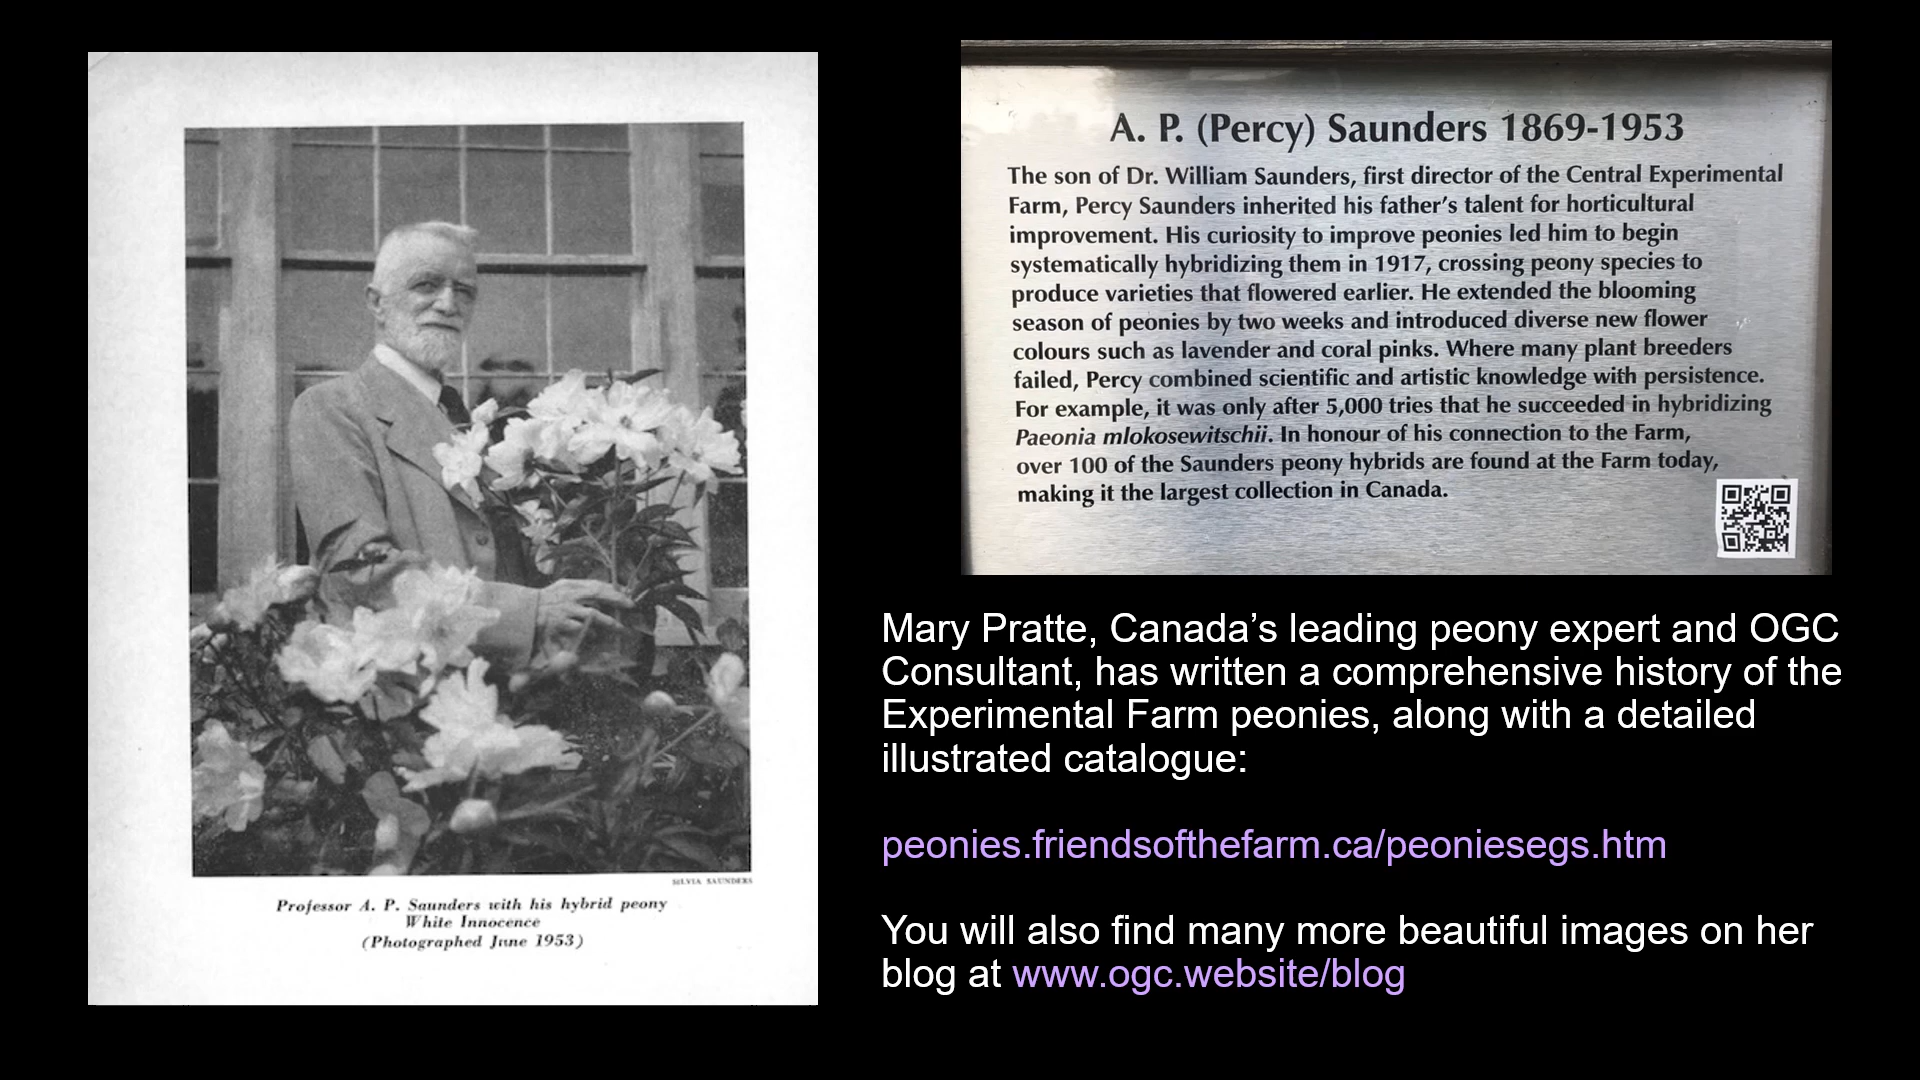 SILVIA SAUNDERS
Professor A. P. Saunders with his hybrid peony
White Innocence
(Photographed June 1953)
A. P. (Percy) Saunders 1869-1953
The son of Dr. William Saunders, first director of the Central Experimental
Farm, Percy Saunders inherited his father's talent for horticultural
improvement. His curiosity to improve peonies led him to begin
systematically hybridizing them in 1917, crossing peony species to
produce varieties that flowered earlier. He extended the blooming
season of peonies by two weeks and introduced diverse new flower
colours such as lavender and coral pinks. Where many plant breeders
failed, Percy combined scientific and artistic knowledge with persistence.
For example, it was only after 5,000 tries that he succeeded in hybridizing
Paeonia mlokosewitschii. In honour of his connection to the Farm,
over 100 of the Saunders peony hybrids are found at the Farm today,
making it the largest collection in Canada.
Mary Pratte, Canada’s leading peony expert and OGC
Consultant, has written a comprehensive history of the
Experimental Farm peonies, along with a detailed
illustrated catalogue:
peonies.friendsofthefarm.ca/peoniesegs.htm
You will also find many more beautiful images on her
blog at www.ogc.website/blog